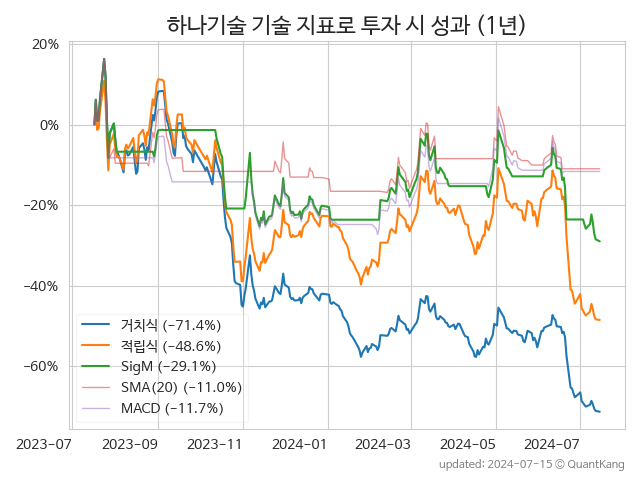 하나기술 기술 지표로 투자 시 성과 (1년)
20%
0%
−20%
−40%
−60%
거치식 (−71.4%)
적립식 (−48.6%)
SigM (−29.1%)
SMA(20) (−11.0%)
MACD (−11.7%)
2023-07
2023-09
2023-11
2024-01
2024-03
2024-05
2024-07
updated: 2024-07-15 © QuantKang